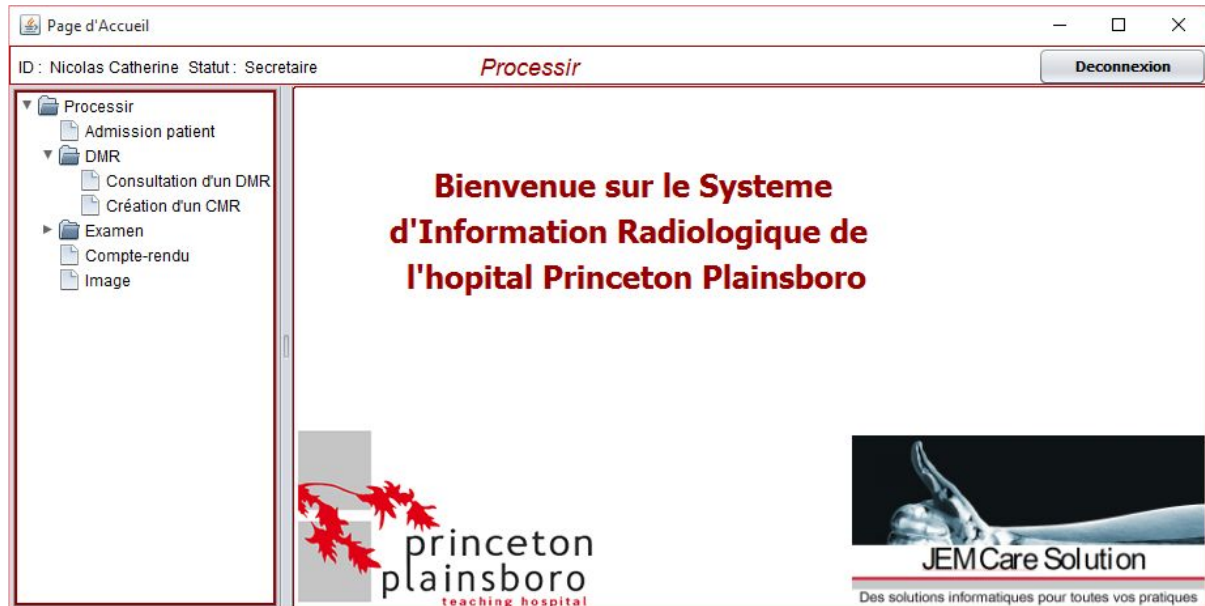 Page d'Accueil
ID : Nicolas Catherine Statut : Secretaire
Processir
Deconnexion
Processir
Admission patient
DMR
Consultation d'un DMR
Création d'un CMR
Examen
Compte-rendu
Image
Bienvenue sur le Systeme
d'Information Radiologique de
l'hopital Princeton Plainsboro
princeton
plainsboro
teaching hospital
JEMCare Solution
Des solutions informatiques pour toutes vos pratiques